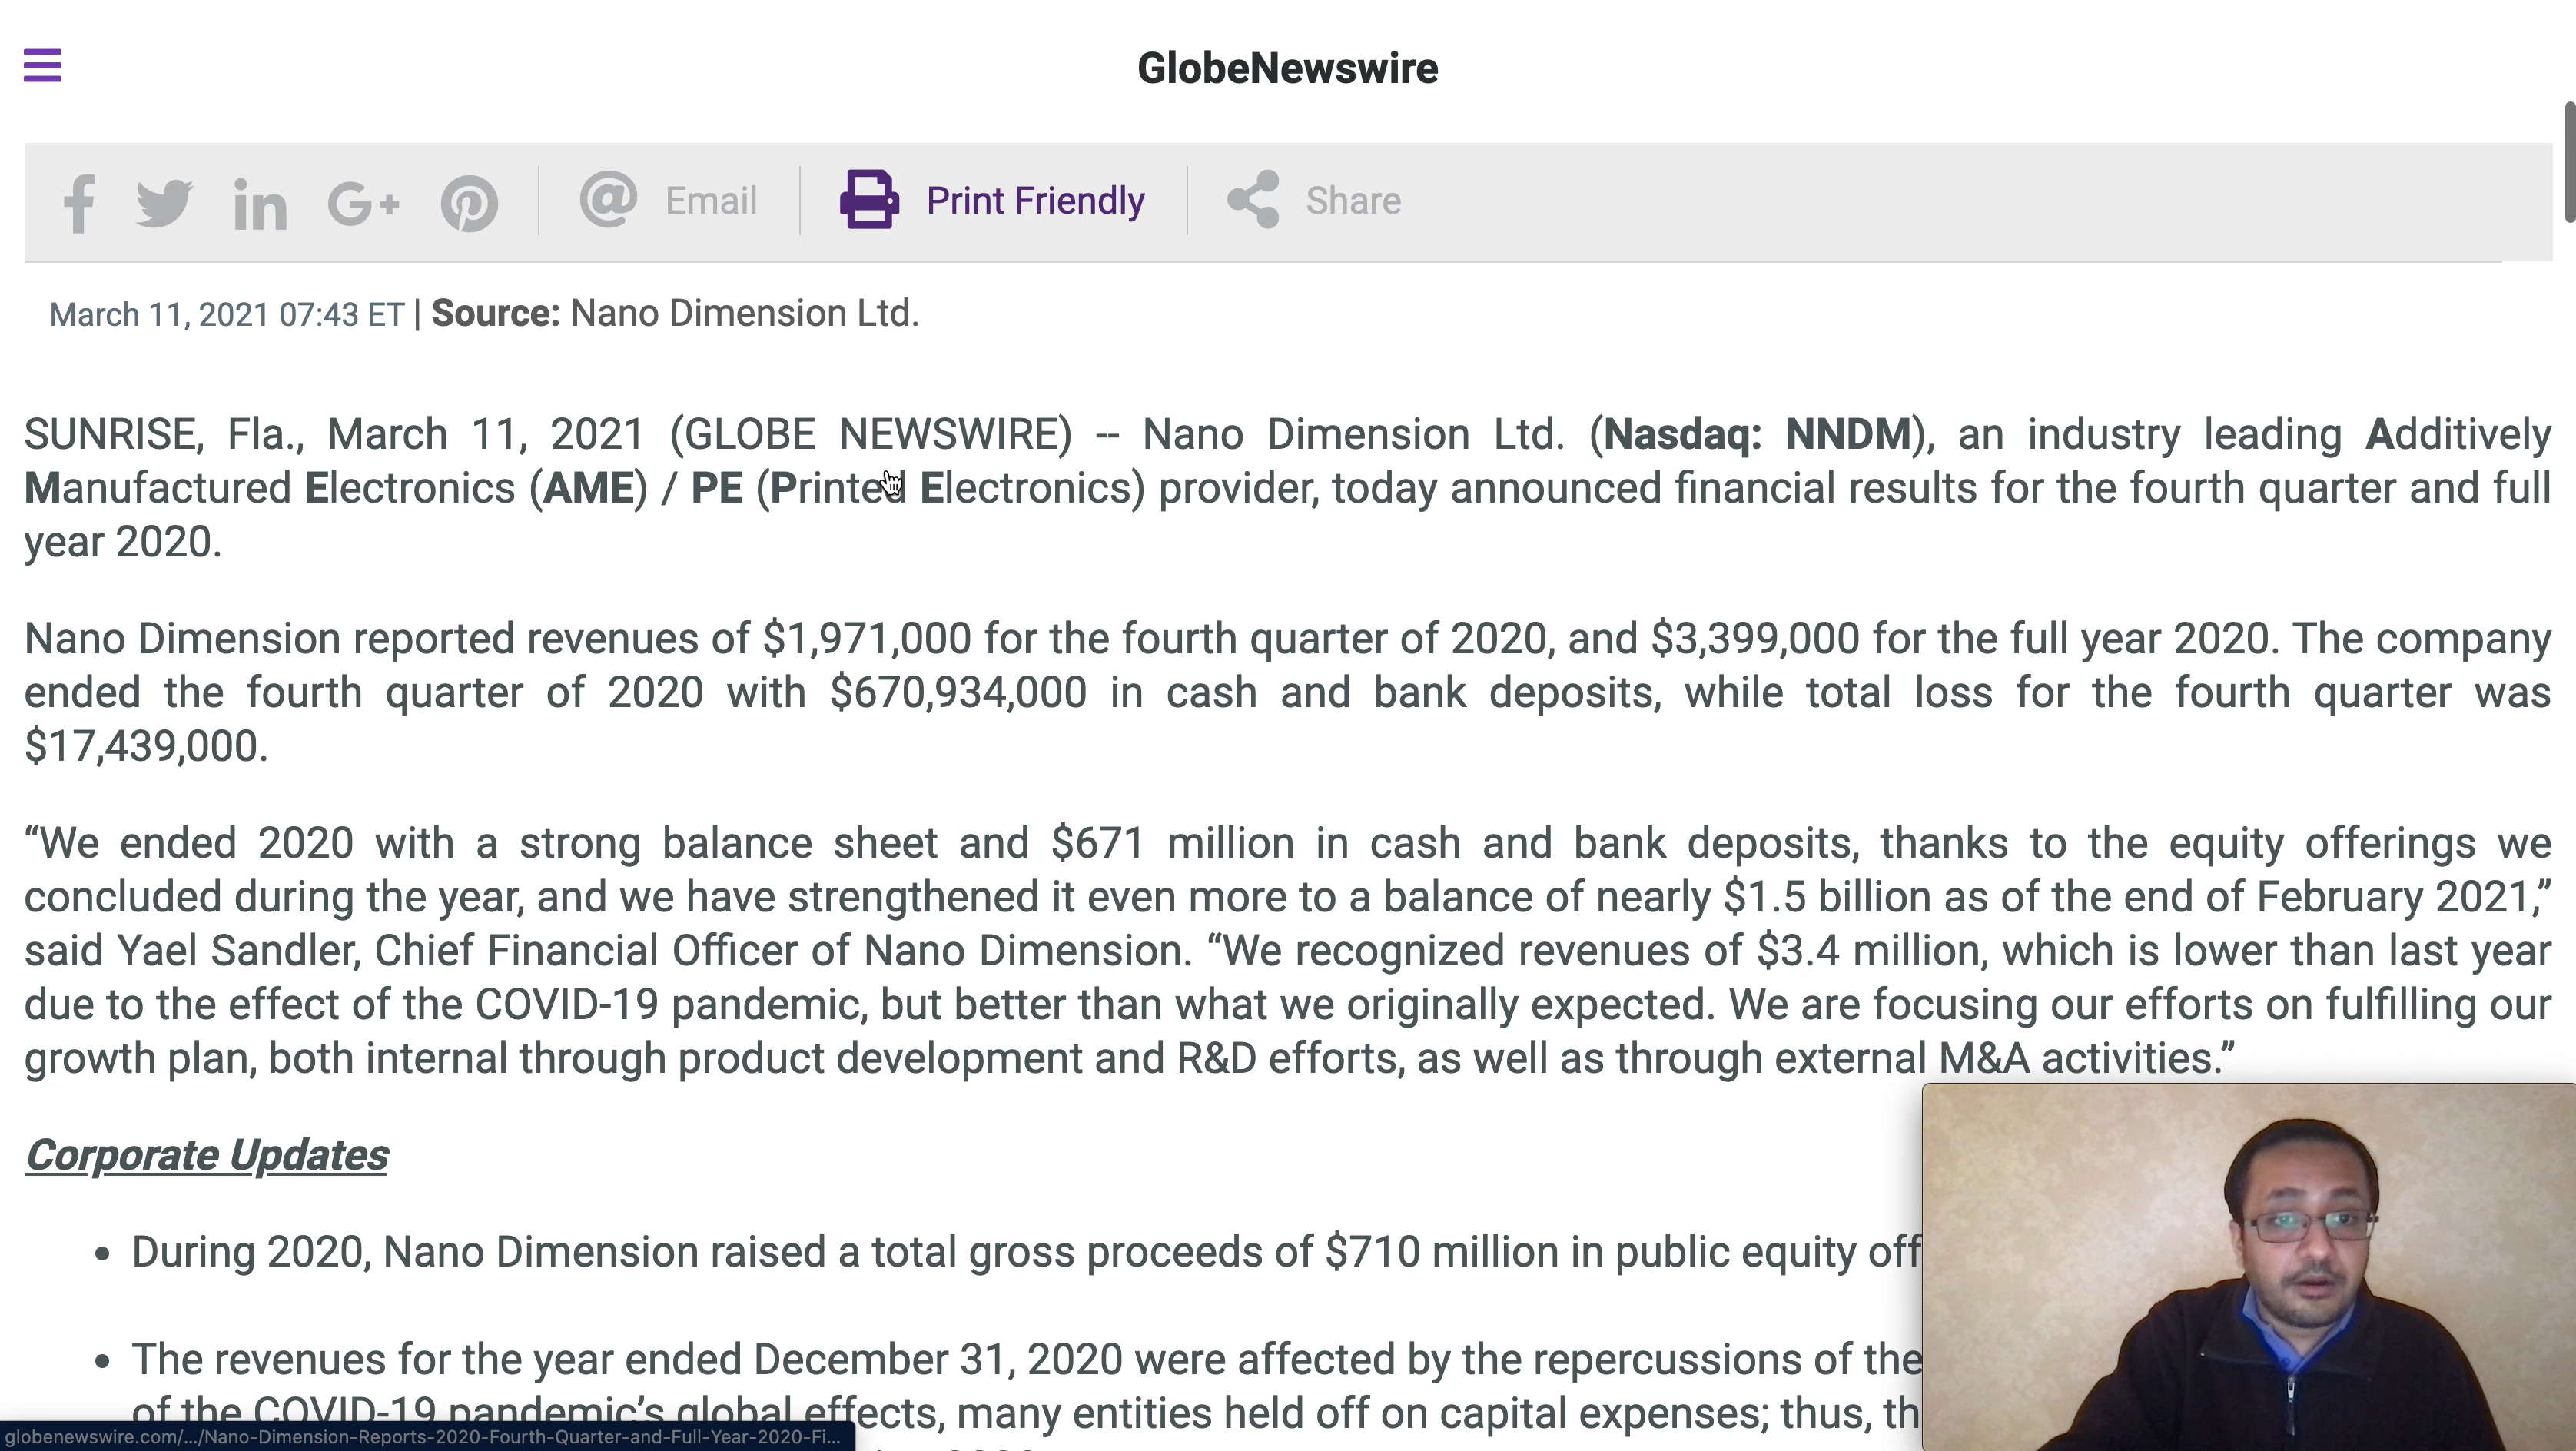 GlobeNewswire
Email
Print Friendly
Share
March 11, 2021 07:43 ET | Source: Nano Dimension Ltd.
SUNRISE, Fla., March 11, 2021 (GLOBE NEWSWIRE) -- Nano Dimension Ltd. (Nasdaq: NNDM), an industry leading Additively
Manufactured Electronics (AME) / PE (Printed Electronics) provider, today announced financial results for the fourth quarter and full
year 2020.
Nano Dimension reported revenues of $1,971,000 for the fourth quarter of 2020, and $3,399,000 for the full year 2020. The company
ended the fourth quarter of 2020 with $670,934,000 in cash and bank deposits, while total loss for the fourth quarter was
$17,439,000.
“We ended 2020 with a strong balance sheet and $671 million in cash and bank deposits, thanks to the equity offerings we
concluded during the year, and we have strengthened it even more to a balance of nearly $1.5 billion as of the end of February 2021,”
said Yael Sandler, Chief Financial Officer of Nano Dimension. “We recognized revenues of $3.4 million, which is lower than last year
due to the effect of the COVID-19 pandemic, but better than what we originally expected. We are focusing our efforts on fulfilling our
growth plan, both internal through product development and R&D efforts, as well as through external M&A activities.”
Corporate Updates
• During 2020, Nano Dimension raised a total gross proceeds of $710 million in public equity off
• The revenues for the year ended December 31, 2020 were affected by the repercussions of the
of the COVID-19 pandemic’s global effects, many entities held off on capital expenses; thus, th
globenewswire.com/.../Nano-Dimension-Reports-2020-Fourth-Quarter-and-Full-Year-2020-Fi...